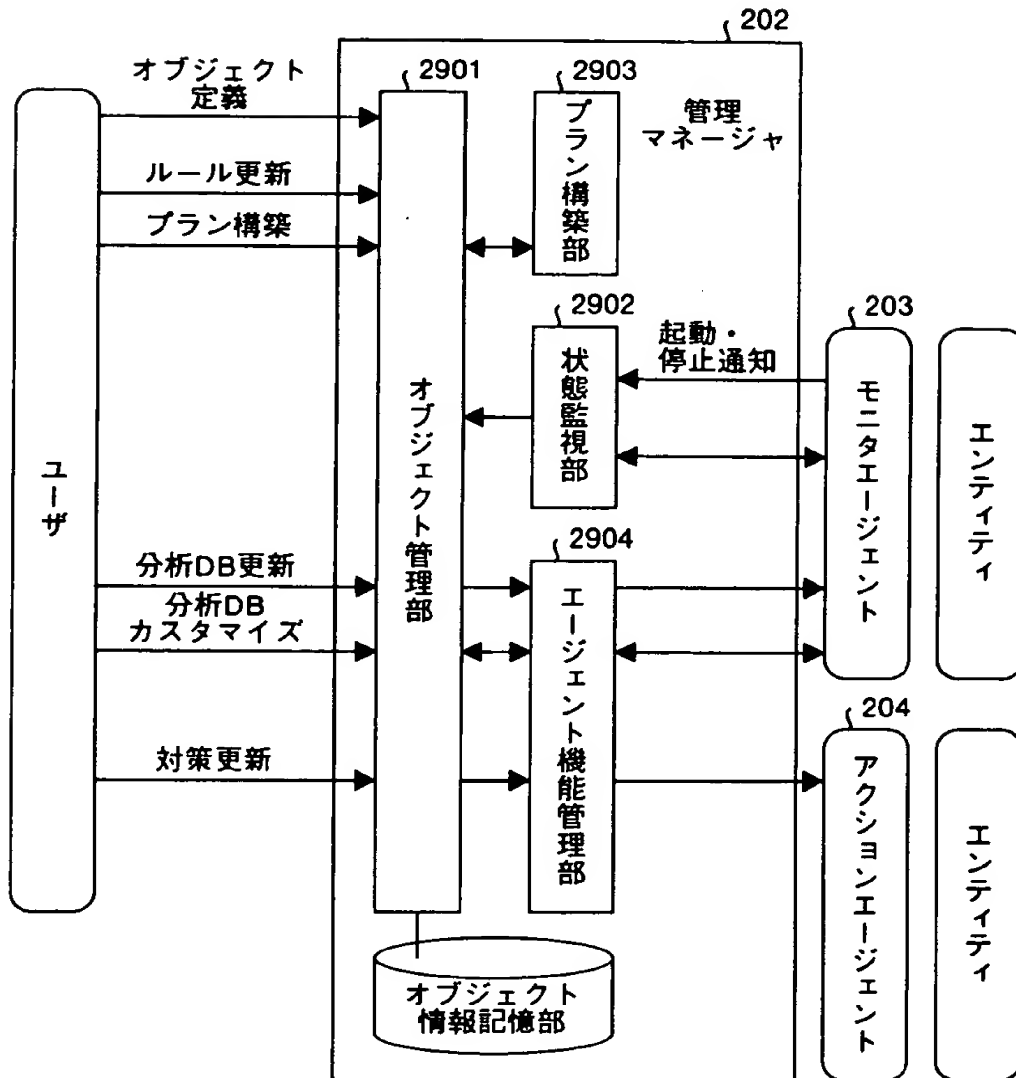 202
オブジェクト
定義
2901
2903
プラン構築部
管理
マネージャ
ルール更新
プラン構築
2902
状態監視部
起動・
停止通知
203
モニタエージェント
エンティティ
ユーザ
オブジェクト管理部
分析DB更新
分析DB
カスタマイズ
2904
エージェント機能管理部
対策更新
204
アクションエージェント
エンティティ
オブジェクト
情報記憶部